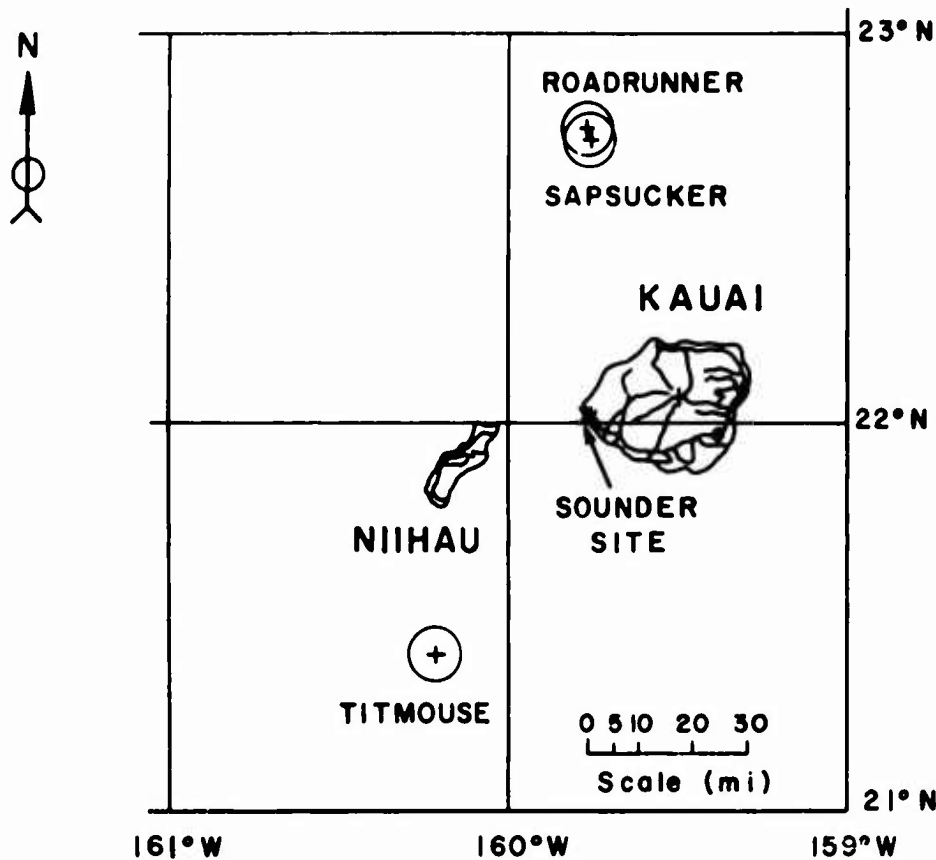 N
23° N
ROADRUNNER
SAPSUCKER
KAUAI
22° N
SOUNDER
SITE
NIIHAU
TITMOUSE
0 5 10 20 30
Scale (mi)
21° N
161° W
160° W
159° W